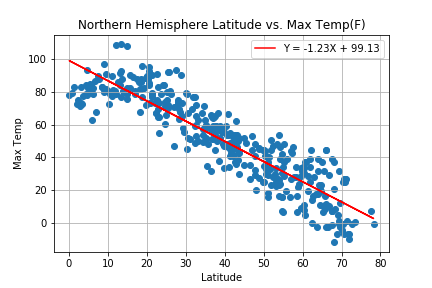 Northern Hemisphere Latitude vs. Max Temp(F)
Y = -1.23X + 99.13
Max Temp
100
80
60
40
20
0
0 10 20 30 40 50 60 70 80
Latitude